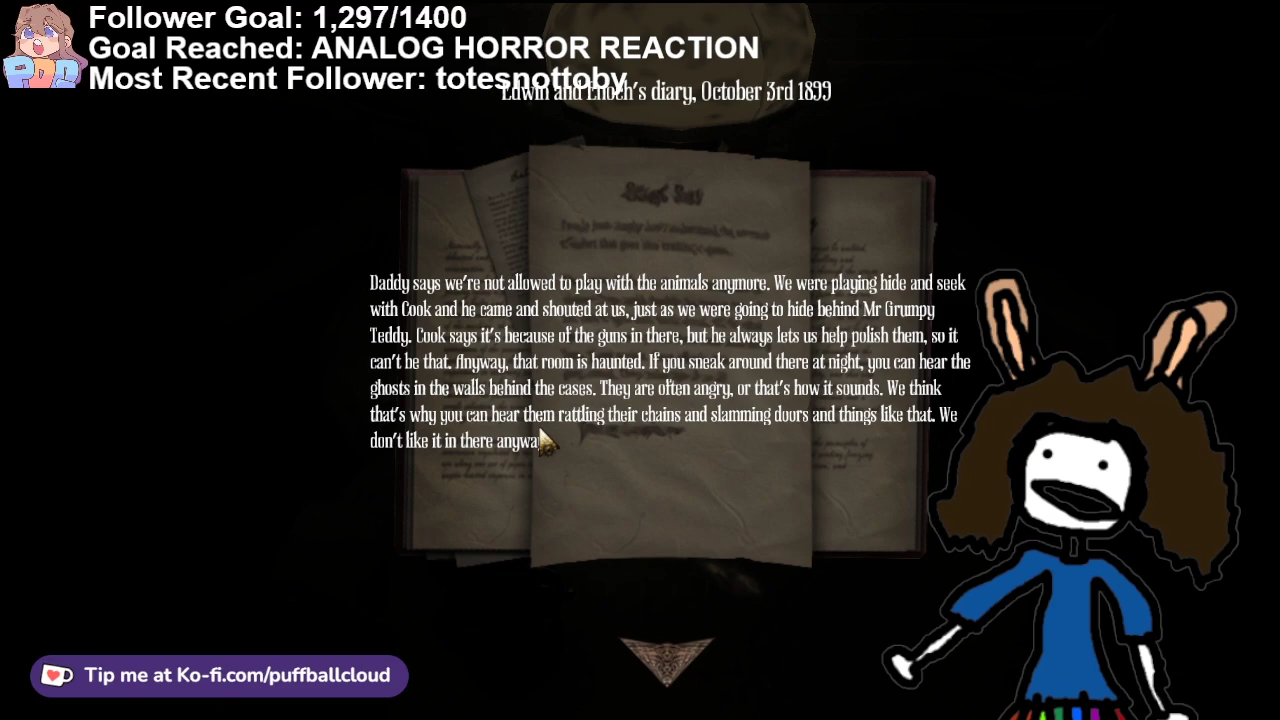 Follower Goal: 1,297/1400
Goal Reached: ANALOG HORROR REACTION
Most Recent Follower: totesnottoby
Edwin and Enoch's diary, October 3rd 1899
Daddy says we're not allowed to play with the animals anymore. We were playing hide and seek
with Cook and he came and shouted at us, just as we were going to hide behind Mr Grumpy
Teddy. Cook says it's because of the guns in there, but he always lets us help polish them, so it
can't be that. Anyway, that room is haunted. If you sneak around there at night, you can hear the
ghosts in the walls behind the cases. They are often angry, or that's how it sounds. We think
that's why you can hear them rattling their chains and slamming doors and things like that. We
don't like it in there anywa
Tip me at Ko-fi.com/puffballcloud